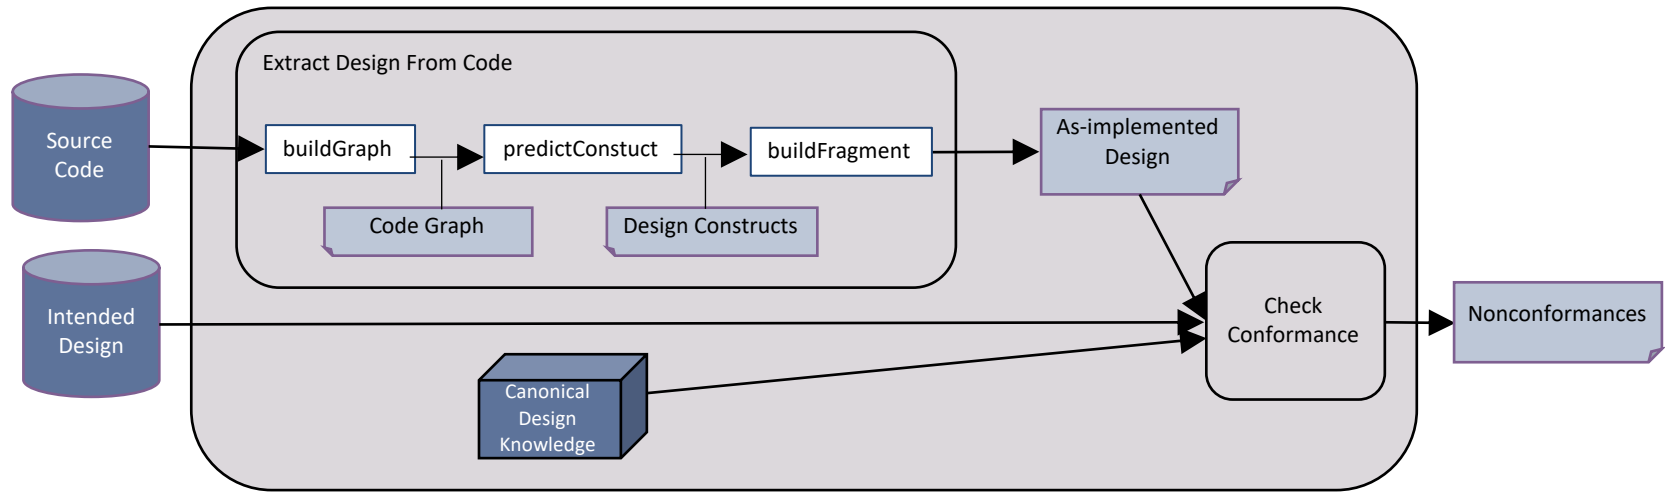 Extract Design From Code
Source
Code
buildGraph
predictConstuct
buildFragment
As-implemented
Design
Code Graph
Design Constructs
Intended
Design
Check
Conformance
Nonconformances
Canonical
Design
Knowledge